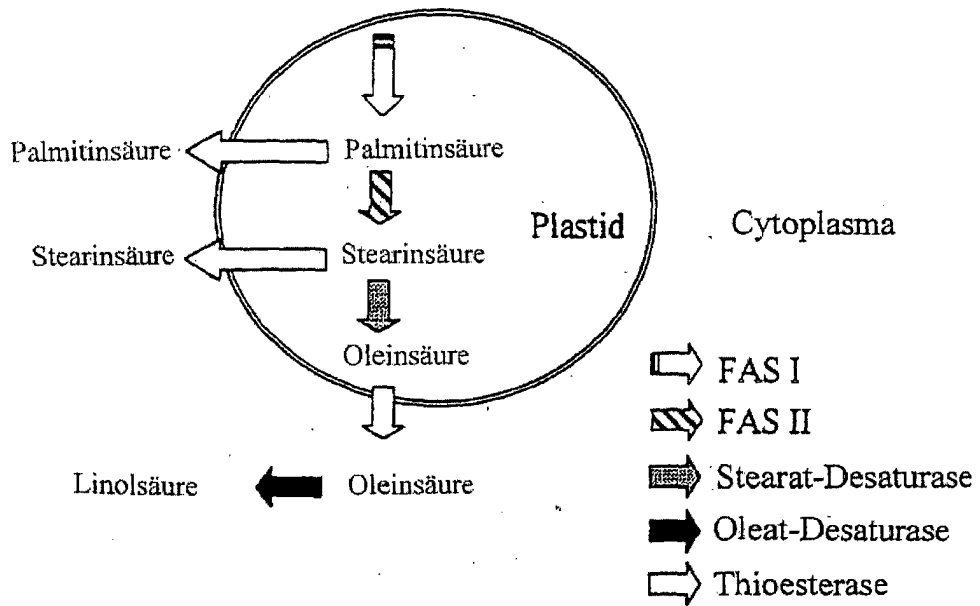 Palmitinsäure
Palmitinsäure
Plastid
Cytoplasma
Stearinsäure
Stearinsäure
Oleinsäure
FAS I
FAS II
Linolsäure
Oleinsäure
Stearat-Desaturase
Oleat-Desaturase
Thioesterase